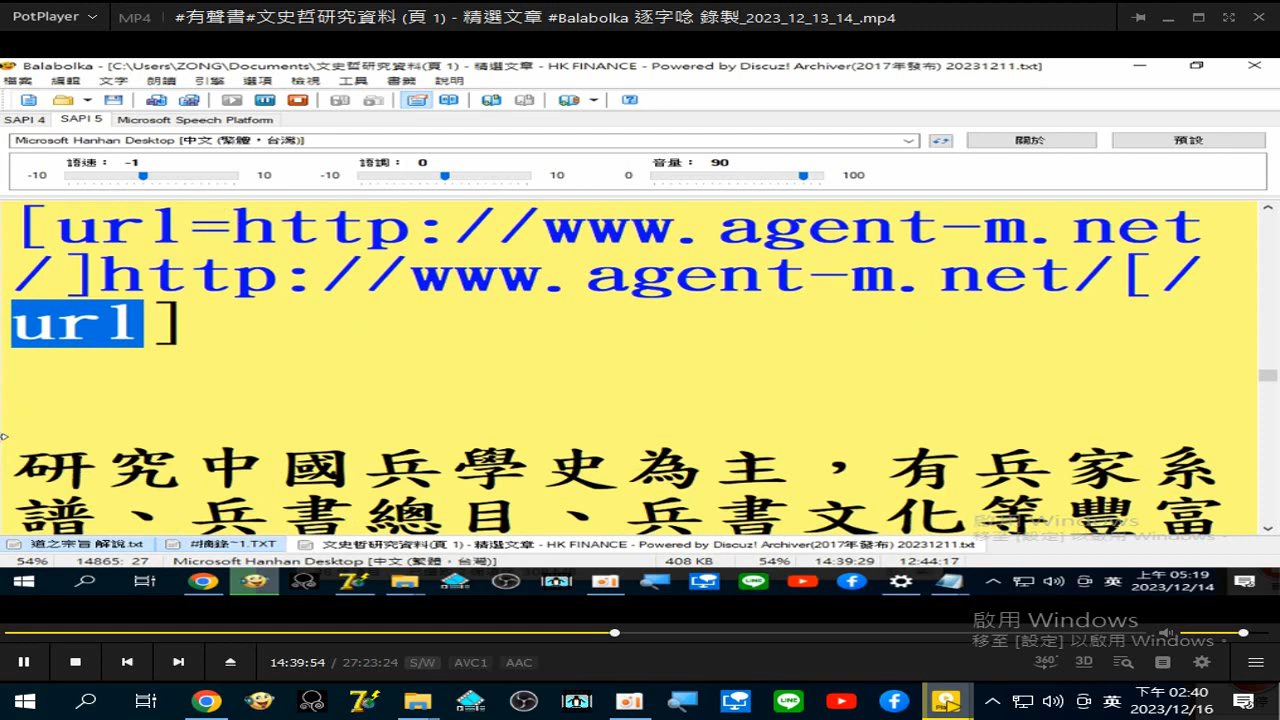 PotPlayer MP4 #有聲書#文史哲研究資料 (頁 1) - 精選文章 #Balabolka 逐字唸 錄製_2023_12_13_14_.mp4
Balabolka - [C:\Users\ZONG\Documents\文史哲研究資料(頁 1) - 精選文章 - HK FINANCE - Powered by Discuz! Archiver(2017年發布) 20231211.txt]
檔案 編輯 文字 朗讀 引擎 選項 檢視 工具 書籤 說明
SAPI 4 SAPI 5 Microsoft Speech Platform
Microsoft Hanhan Desktop [中文 (繁體，台灣)] 關於 預設
語速： -1 語調： 0 音量： 90
-10 10 -10 10 0 100
[url=http://www.agent-m.net
/]http://www.agent-m.net/[/
url]
研究中國兵學史為主，有兵家系
譜、兵書總目、兵書文化等豐富
啟用 Windows
移至 [設定] 以啟用 Windows。
道之宗旨 解說.txt #摘錄~1.TXT 文史哲研究資料(頁 1) - 精選文章 - HK FINANCE - Powered by Discuz! Archiver(2017年發布) 20231211.txt
54% 14865: 27 Microsoft Hanhan Desktop [中文 (繁體，台灣)] 408 KB 54% 14:39:29 12:44:17
英 上午 05:19
2023/12/14
啟用 Windows
移至 [設定] 以啟用 Windows。
14:39:54 / 27:23:24 S/W AVC1 AAC 360° 3D
英 下午 02:40
2023/12/16